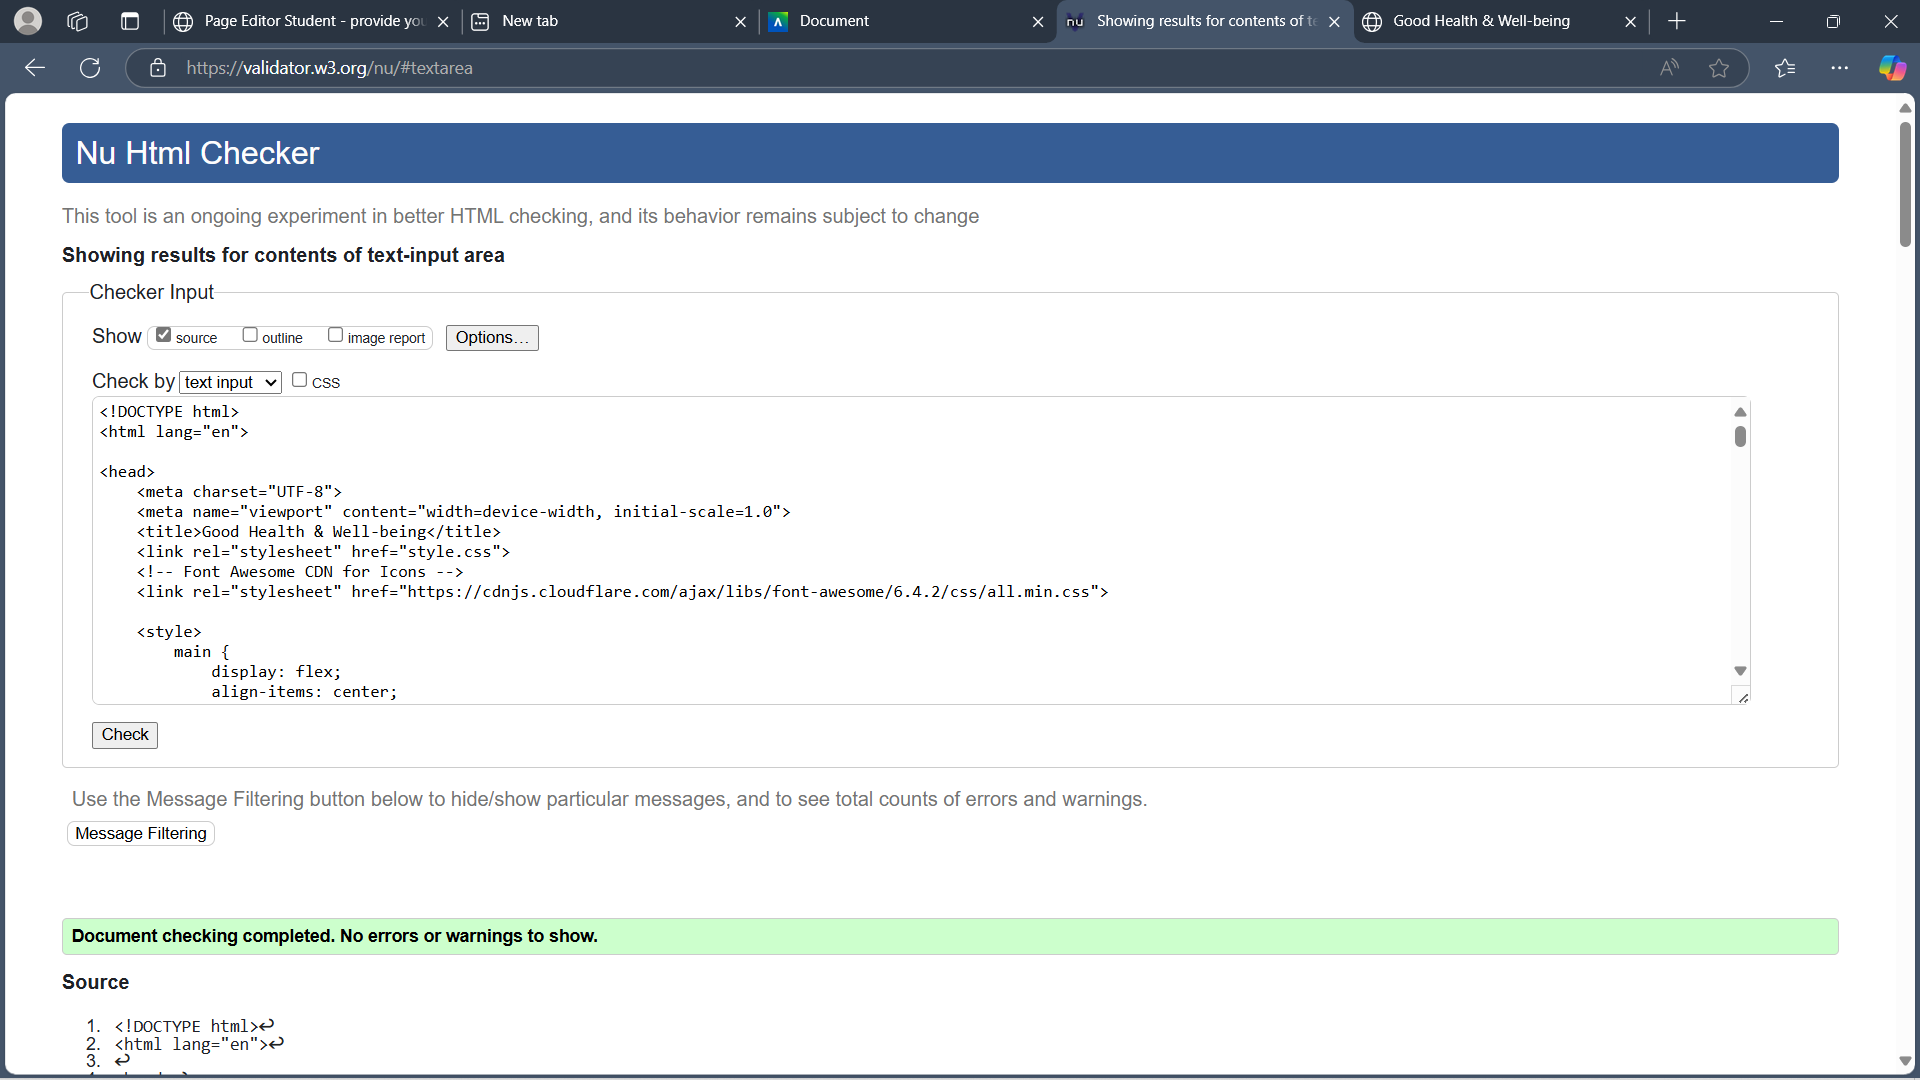 Page Editor Student - provide you
New tab
Document
Showing results for contents of te
Good Health & Well-being
https://validator.w3.org/nu/#textarea
Nu Html Checker
This tool is an ongoing experiment in better HTML checking, and its behavior remains subject to change
Showing results for contents of text-input area
Checker Input
Show source outline image report Options…
Check by text input CSS
<!DOCTYPE html>
<html lang="en">
<head>
<meta charset="UTF-8">
<meta name="viewport" content="width=device-width, initial-scale=1.0">
<title>Good Health & Well-being</title>
<link rel="stylesheet" href="style.css">
<!-- Font Awesome CDN for Icons -->
<link rel="stylesheet" href="https://cdnjs.cloudflare.com/ajax/libs/font-awesome/6.4.2/css/all.min.css">
<style>
main {
display: flex;
align-items: center;
Check
Use the Message Filtering button below to hide/show particular messages, and to see total counts of errors and warnings.
Message Filtering
Document checking completed. No errors or warnings to show.
Source
1. <!DOCTYPE html>↩
2. <html lang="en">↩
3. ↩